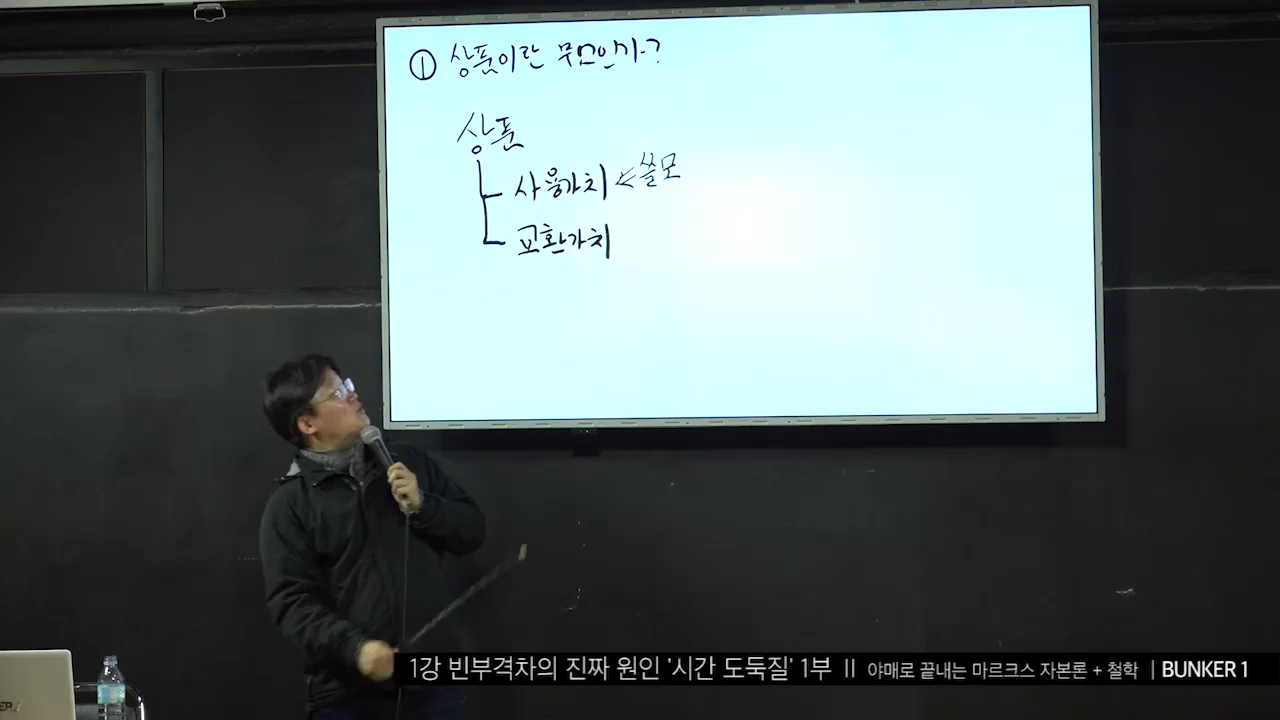 ① 상품이란 무엇인가?
상품
사용가치 ← 쓸모
교환가치
1강 빈부격차의 진짜 원인 '시간 도둑질' 1부 II 야매로 끝내는 마르크스 자본론 + 철학 | BUNKER 1